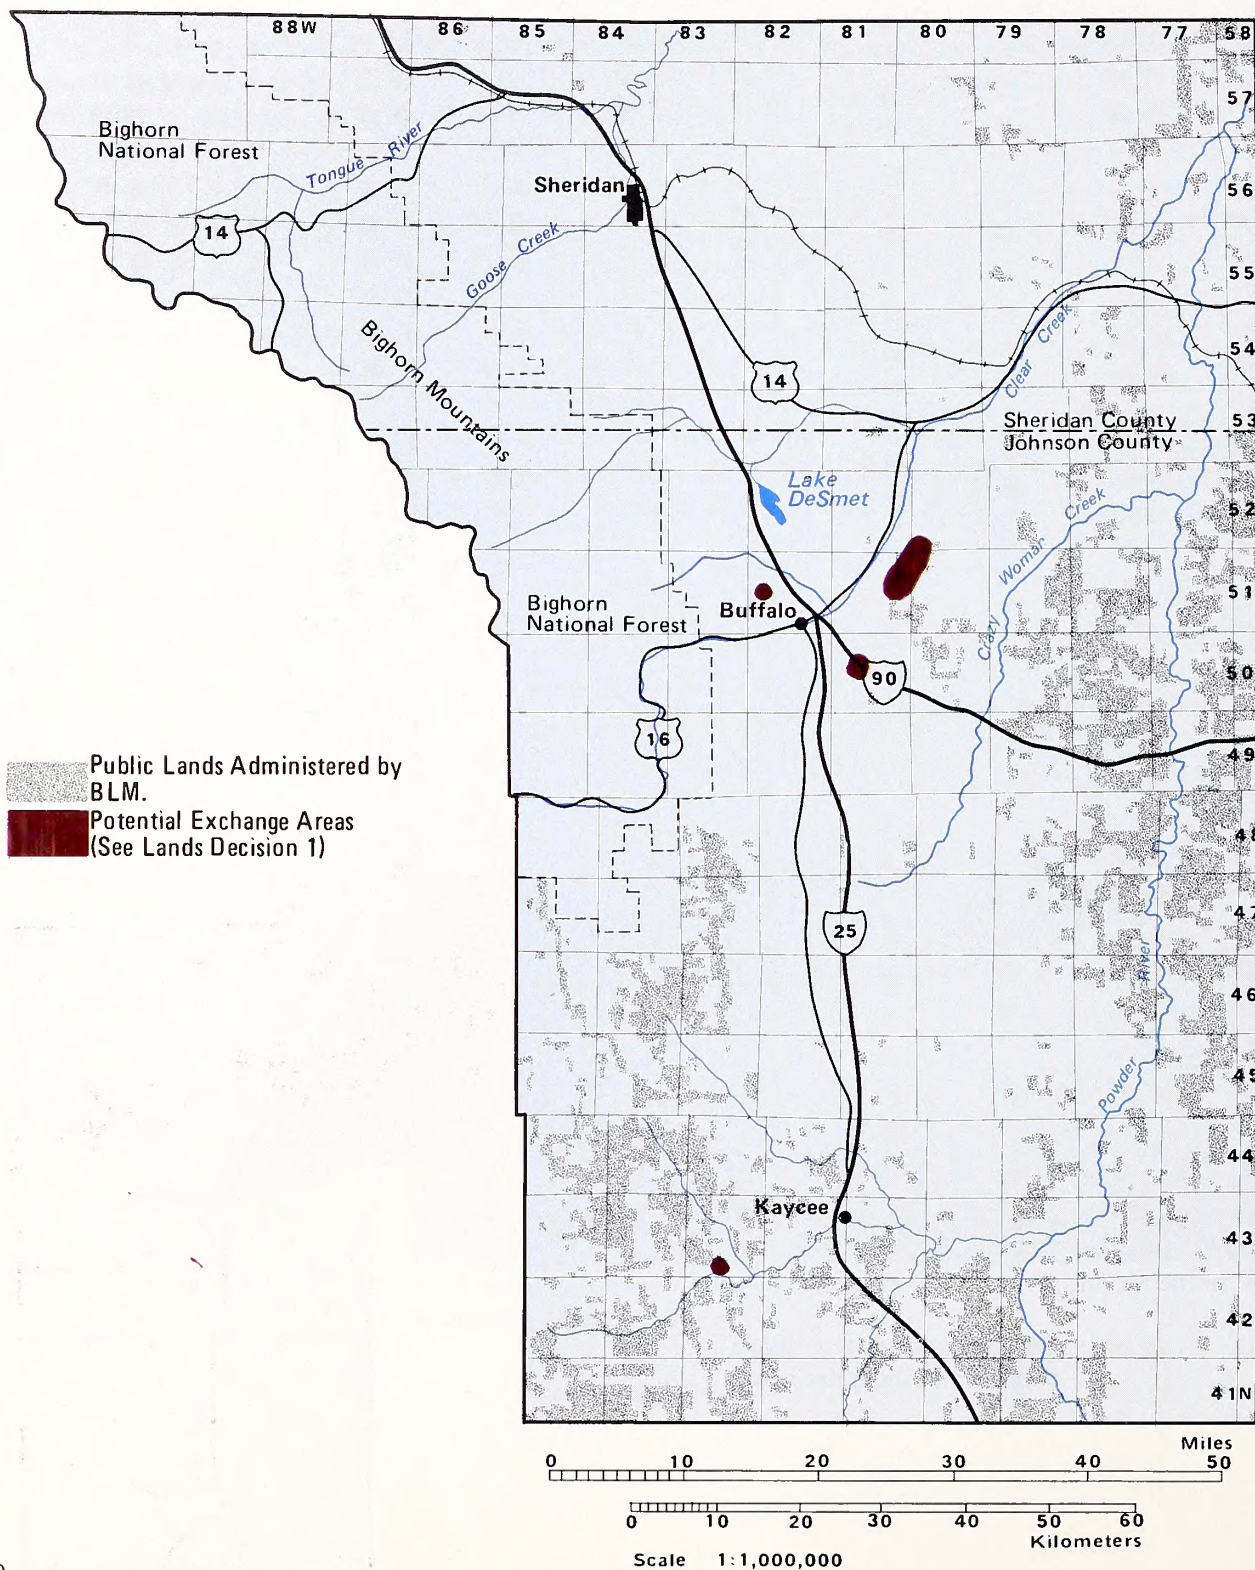 88W 86 85 84 83 82 81 80 79 78 77 58
57
Bighorn
National Forest
Tongue River
Sheridan
56
14
Goose Creek
55
Bighorn Mountains
54
14
Clear Creek
Sheridan County
53
Johnson County
Lake
DeSmet
Crazy Woman Creek
52
51
Bighorn
National Forest
Buffalo
50
90
16
49
Public Lands Administered by
BLM.
Potential Exchange Areas
(See Lands Decision 1)
48
47
25
46
Powder River
45
44
Kaycee
43
42
41N
Miles
0 10 20 30 40 50
0 10 20 30 40 50 60
Kilometers
Scale 1:1,000,000